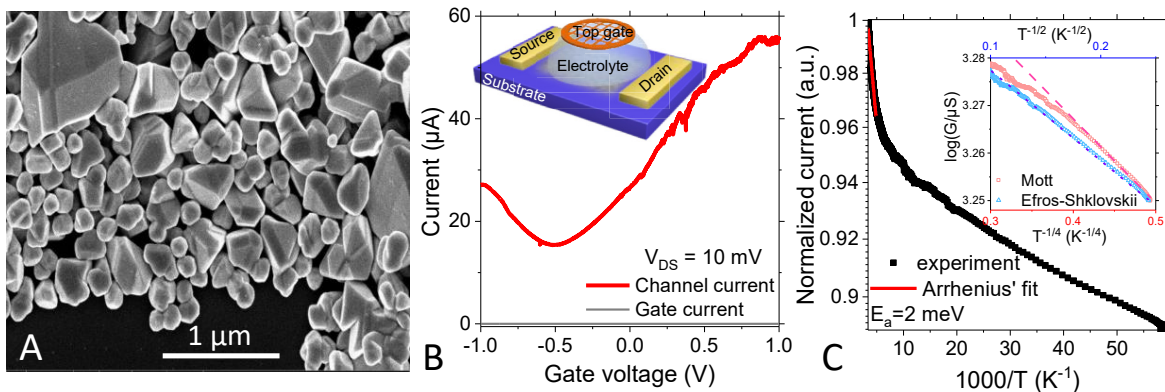 A
1 µm
B
Current (µA)
60
40
20
0
Source
Top gate
Electrolyte
Drain
Substrate
V_DS = 10 mV
Channel current
Gate current
-1.0 -0.5 0.0 0.5 1.0
Gate voltage (V)
C
Normalized current (a.u.)
1
0.98
0.96
0.94
0.92
0.9
T^-1/2 (K^-1/2)
0.1 0.2
log(G/µS)
3.28
3.27
3.26
3.25
Mott
Efros-Shklovskii
0.3 0.4 0.5
T^-1/4 (K^-1/4)
experiment
Arrhenius' fit
E_a=2 meV
10 20 30 40 50
1000/T (K^-1)